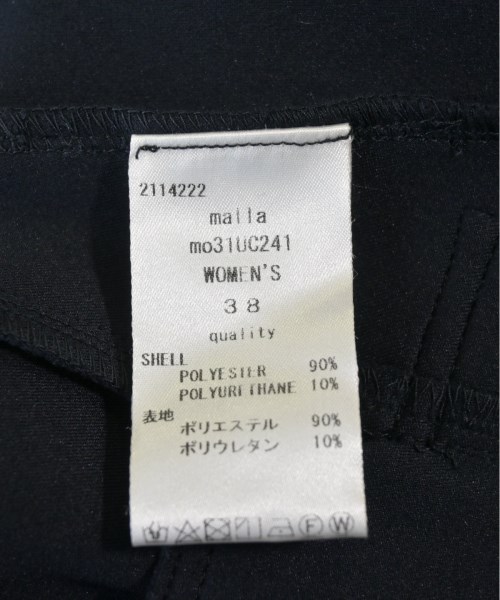 2114222
malla
mo31UC241
WOMEN'S
38
quality
SHELL
POLYESTER 90%
POLYURETHANE 10%
表地
ポリエステル 90%
ポリウレタン 10%
F W